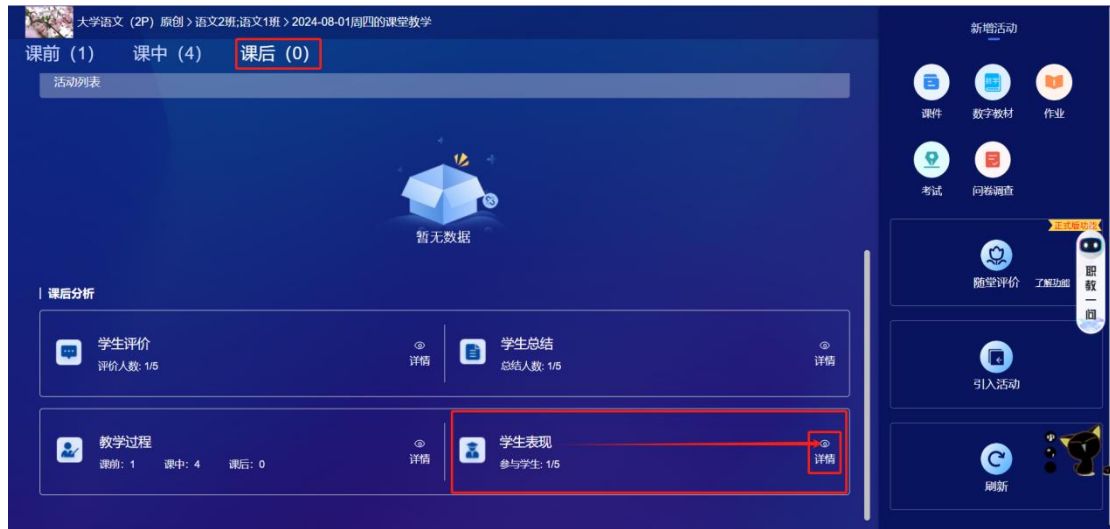 大学语文（2P）原创 > 语文2班;语文1班 > 2024-08-01周四的课堂教学
课前（1） 课中（4） 课后（0）
活动列表
暂无数据
课后分析
学生评价
评价人数: 1/5
详情
学生总结
总结人数: 1/5
详情
教学过程
课前：1 课中：4 课后：0
详情
学生表现
参与学生: 1/5
详情
新增活动
课件 数字教材 作业
考试 问卷调查
正式版功能
随堂评价 了解功能
职教一问
引入活动
刷新